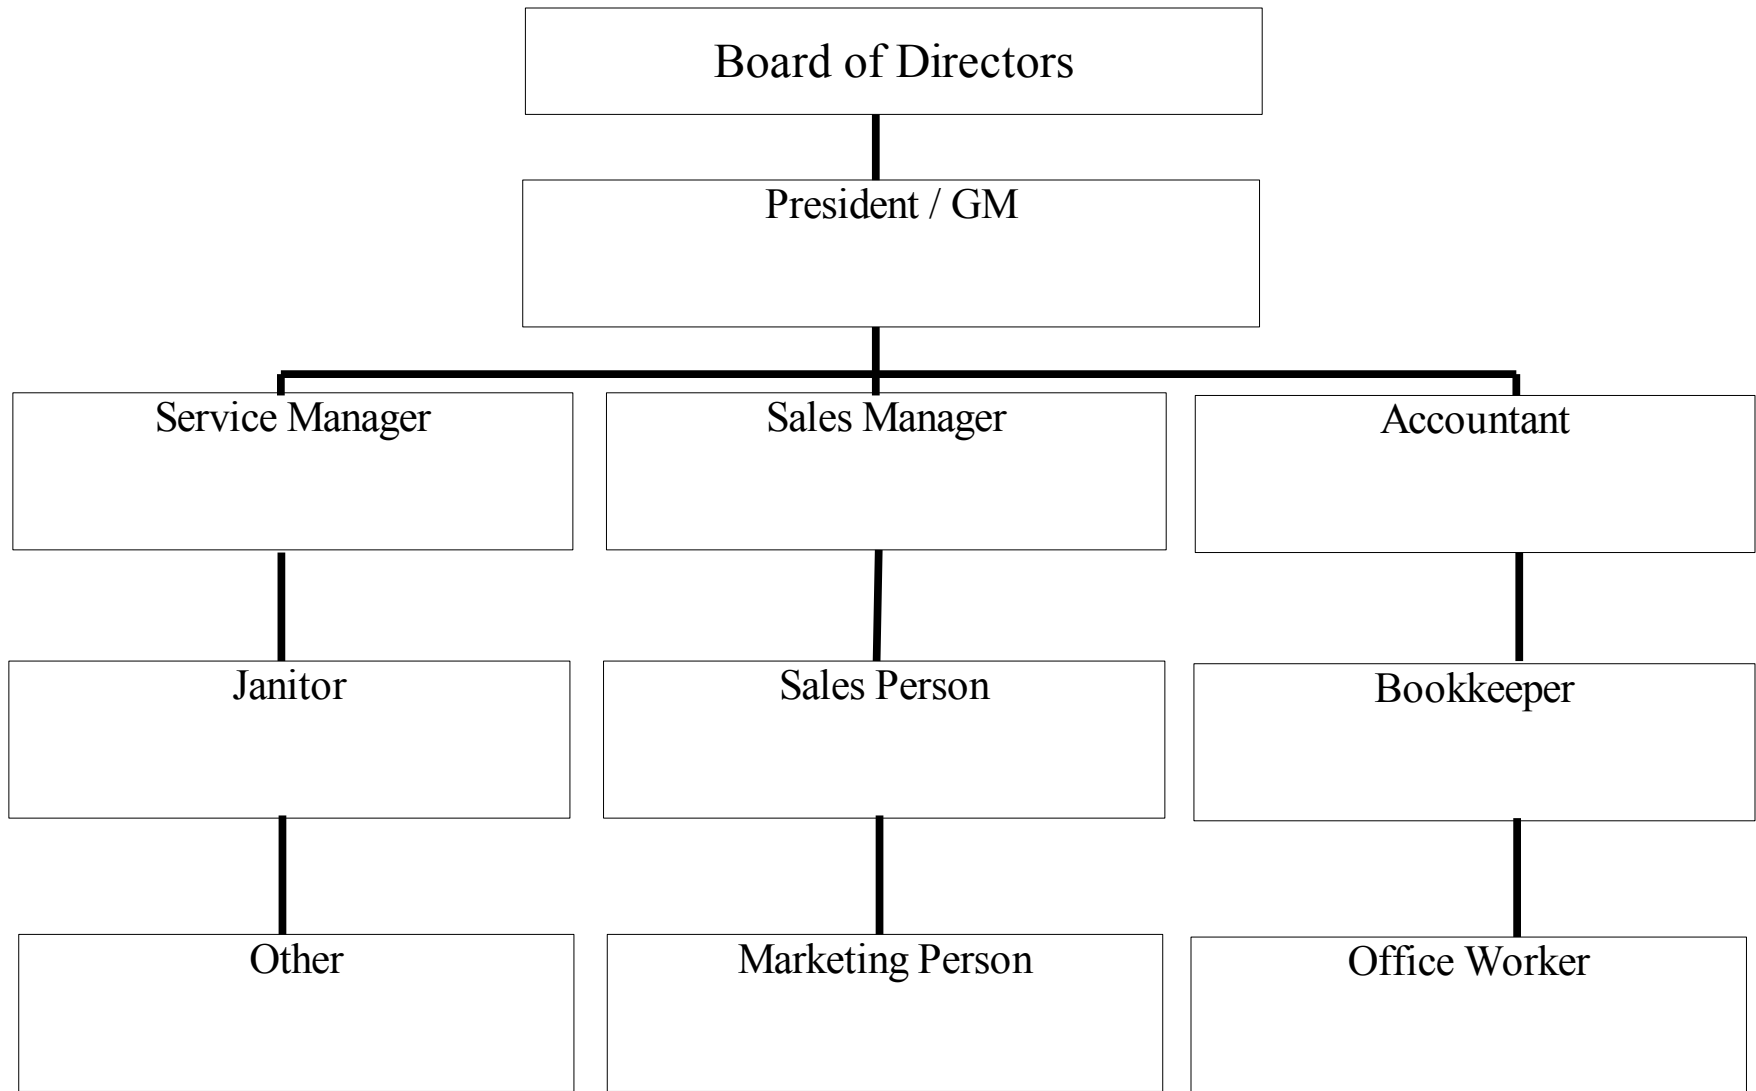 Board of Directors
President / GM
Service Manager
Sales Manager
Accountant
Janitor
Sales Person
Bookkeeper
Other
Marketing Person
Office Worker